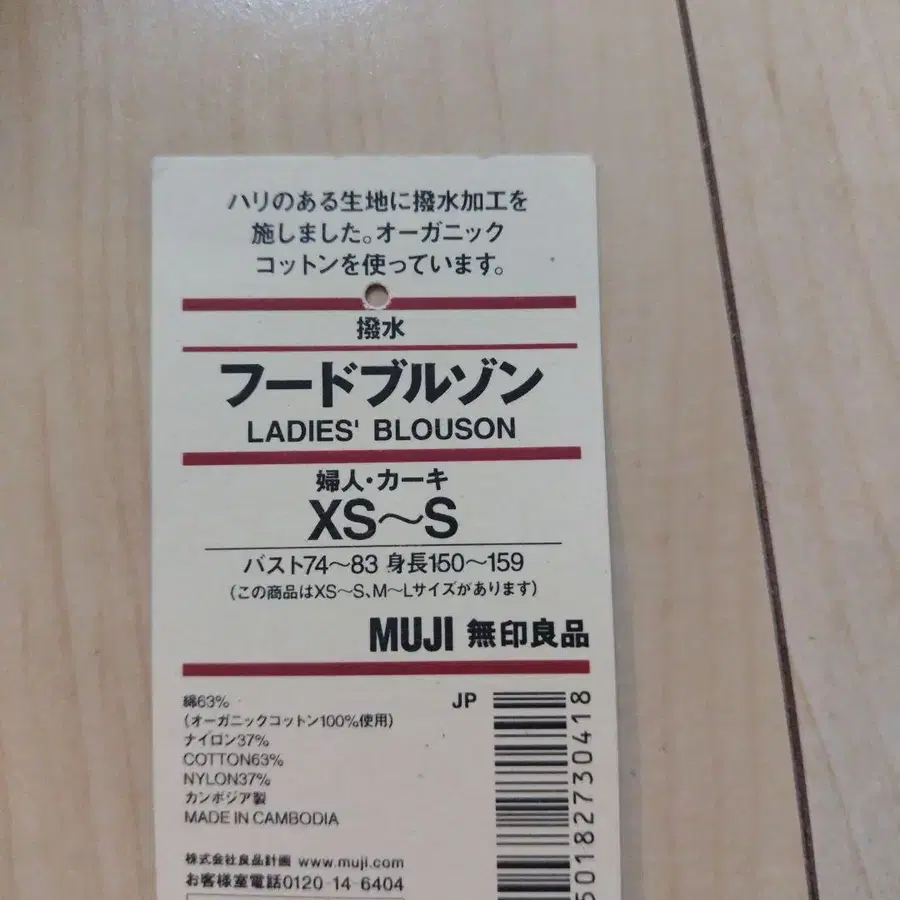 ハリのある生地に撥水加工を
施しました。オーガニック
コットンを使っています。
撥水
フードブルゾン
LADIES' BLOUSON
婦人・カーキ
XS〜S
バスト74〜83 身長150〜159
(この商品はXS〜S、M〜Lサイズがあります)
MUJI 無印良品
綿63%
(オーガニックコットン100%使用)
ナイロン37%
COTTON63%
NYLON37%
カンボジア製
MADE IN CAMBODIA
株式会社良品計画 www.muji.com
お客様室電話0120-14-6404
JP
501827304 18